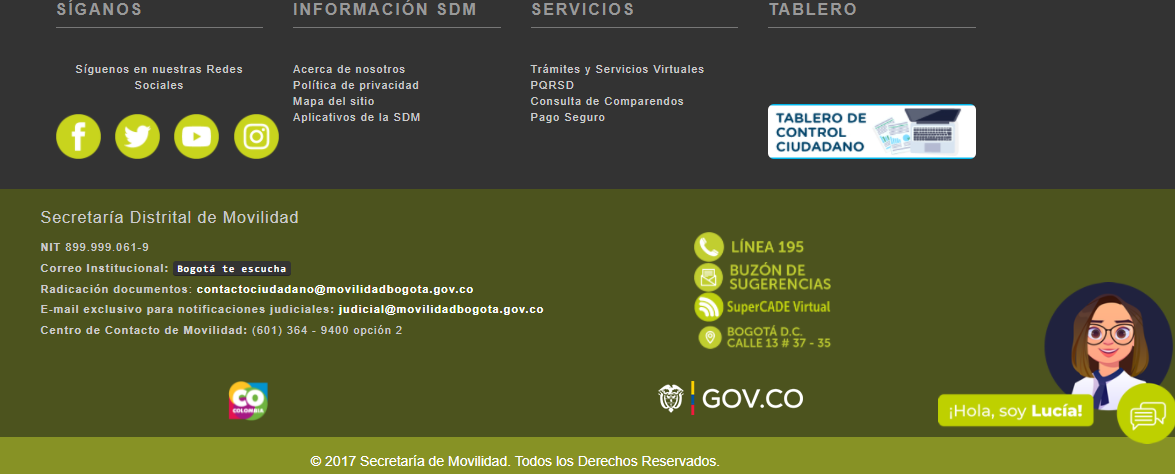 SÍGANOS
Síguenos en nuestras Redes
Sociales
INFORMACIÓN SDM
Acerca de nosotros
Política de privacidad
Mapa del sitio
Aplicativos de la SDM
SERVICIOS
Trámites y Servicios Virtuales
PQRSD
Consulta de Comparendos
Pago Seguro
TABLERO
TABLERO DE
CONTROL
CIUDADANO
Secretaría Distrital de Movilidad
NIT 899.999.061-9
Correo Institucional: Bogotá te escucha
Radicación documentos: contactociudadano@movilidadbogota.gov.co
E-mail exclusivo para notificaciones judiciales: judicial@movilidadbogota.gov.co
Centro de Contacto de Movilidad: (601) 364 - 9400 opción 2
LÍNEA 195
BUZÓN DE
SUGERENCIAS
SuperCADE Virtual
BOGOTÁ D.C.
CALLE 13 # 37 - 35
CO
COLOMBIA
GOV.CO
¡Hola, soy Lucía!
© 2017 Secretaría de Movilidad. Todos los Derechos Reservados.